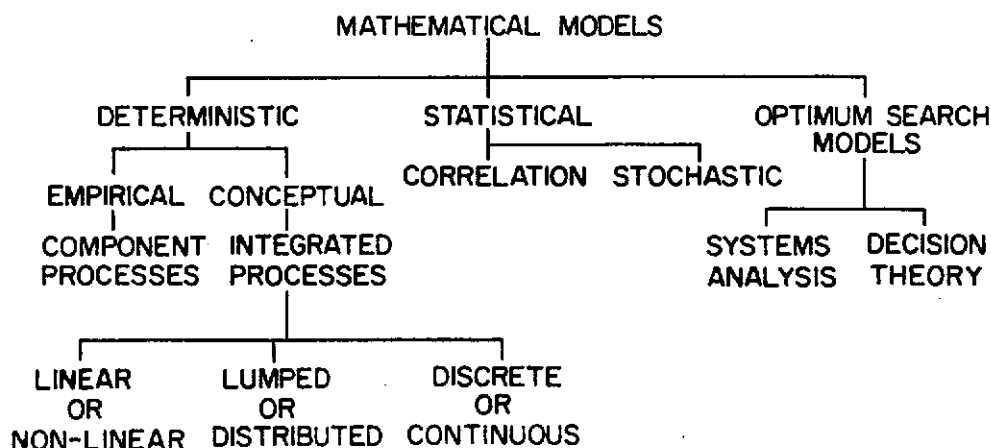 MATHEMATICAL MODELS
DETERMINISTIC
STATISTICAL
OPTIMUM SEARCH
MODELS
EMPIRICAL
CONCEPTUAL
CORRELATION
STOCHASTIC
COMPONENT
PROCESSES
INTEGRATED
PROCESSES
SYSTEMS
ANALYSIS
DECISION
THEORY
LINEAR
OR
NON-LINEAR
LUMPED
OR
DISTRIBUTED
DISCRETE
OR
CONTINUOUS